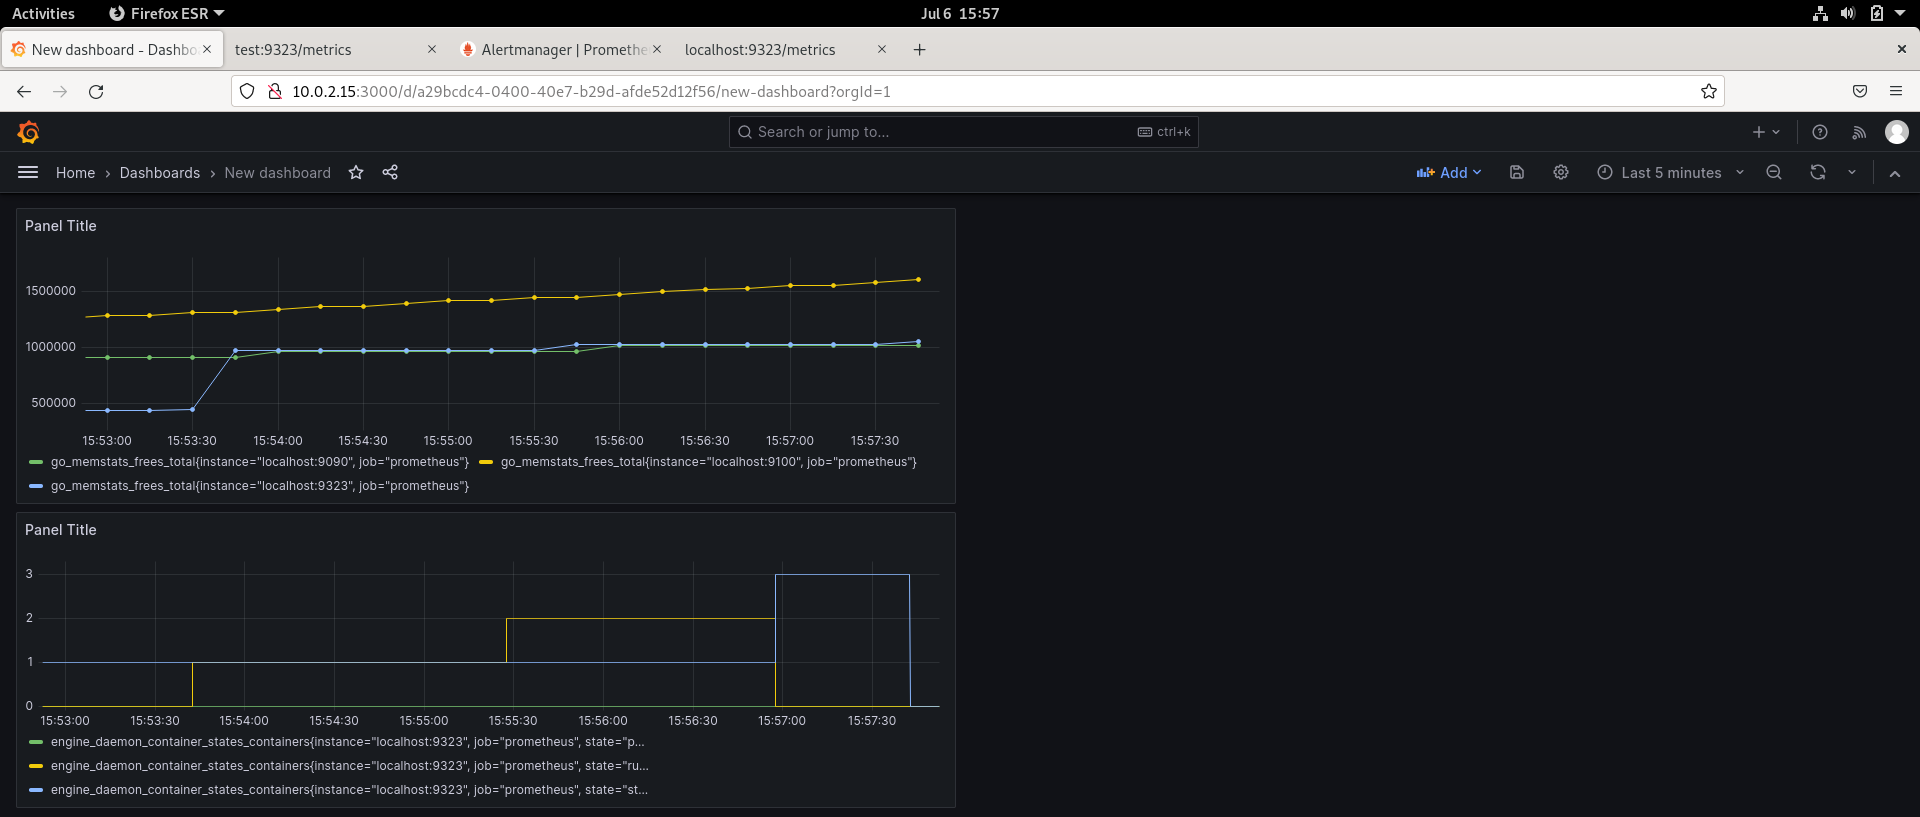 Activities Firefox ESR Jul 6 15:57
New dashboard - Dashbo test:9323/metrics Alertmanager | Promethe localhost:9323/metrics
10.0.2.15:3000/d/a29bcdc4-0400-40e7-b29d-afde52d12f56/new-dashboard?orgId=1
Search or jump to... ctrl+k
Home › Dashboards › New dashboard Add Last 5 minutes
Panel Title
1500000
1000000
500000
15:53:00 15:53:30 15:54:00 15:54:30 15:55:00 15:55:30 15:56:00 15:56:30 15:57:00 15:57:30
go_memstats_frees_total{instance="localhost:9090", job="prometheus"} go_memstats_frees_total{instance="localhost:9100", job="prometheus"}
go_memstats_frees_total{instance="localhost:9323", job="prometheus"}
Panel Title
3
2
1
0
15:53:00 15:53:30 15:54:00 15:54:30 15:55:00 15:55:30 15:56:00 15:56:30 15:57:00 15:57:30
engine_daemon_container_states_containers{instance="localhost:9323", job="prometheus", state="p...
engine_daemon_container_states_containers{instance="localhost:9323", job="prometheus", state="ru...
engine_daemon_container_states_containers{instance="localhost:9323", job="prometheus", state="st...